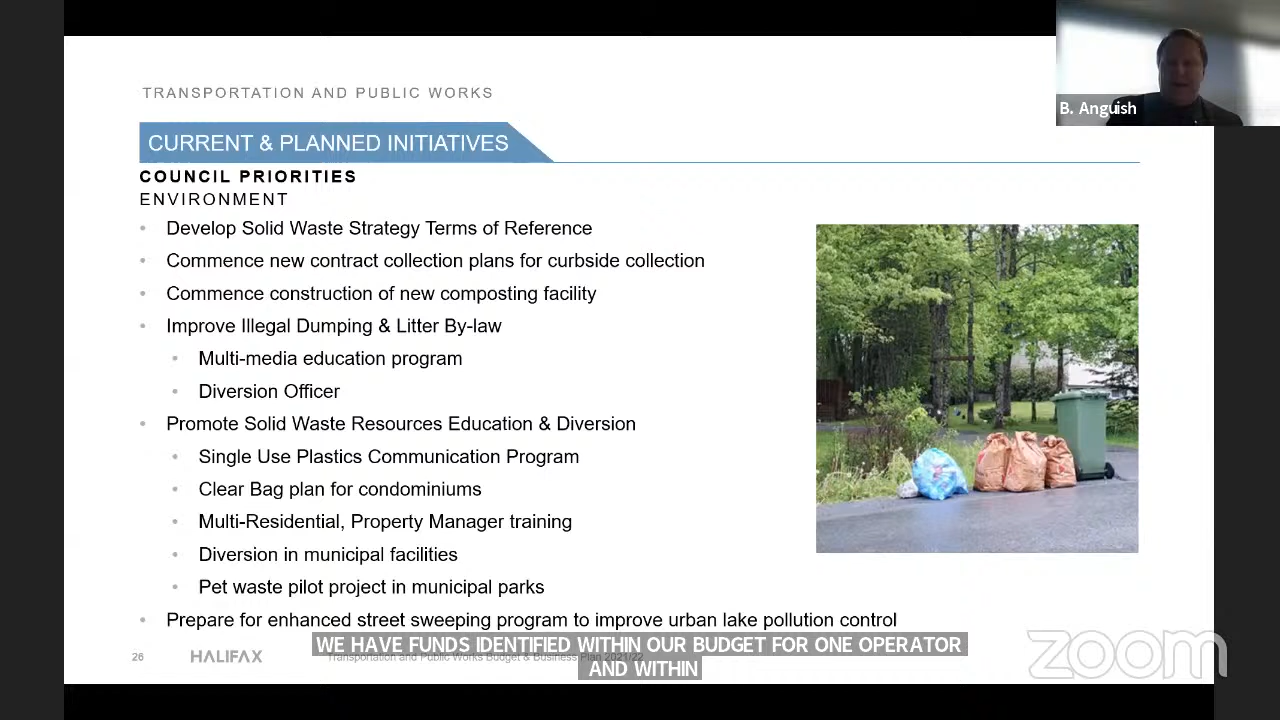 TRANSPORTATION AND PUBLIC WORKS
B. Anguish
CURRENT & PLANNED INITIATIVES
COUNCIL PRIORITIES
ENVIRONMENT
• Develop Solid Waste Strategy Terms of Reference
• Commence new contract collection plans for curbside collection
• Commence construction of new composting facility
• Improve Illegal Dumping & Litter By-law
• Multi-media education program
• Diversion Officer
• Promote Solid Waste Resources Education & Diversion
• Single Use Plastics Communication Program
• Clear Bag plan for condominiums
• Multi-Residential, Property Manager training
• Diversion in municipal facilities
• Pet waste pilot project in municipal parks
• Prepare for enhanced street sweeping program to improve urban lake pollution control
WE HAVE FUNDS IDENTIFIED WITHIN OUR BUDGET FOR ONE OPERATOR
AND WITHIN
26
HALIFAX
Transportation and Public Works Budget & Business Plan 2021/22
zoom